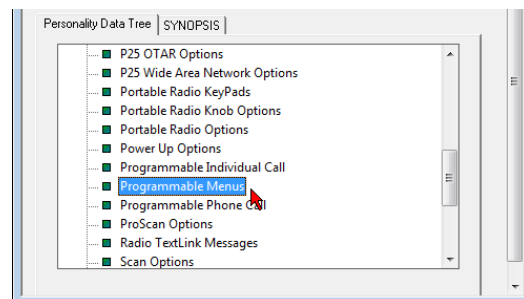 Personality Data Tree SYNOPSIS
P25 OTAR Options
P25 Wide Area Network Options
Portable Radio KeyPads
Portable Radio Knob Options
Portable Radio Options
Power Up Options
Programmable Individual Call
Programmable Menus
Programmable Phone Call
ProScan Options
Radio TextLink Messages
Scan Options